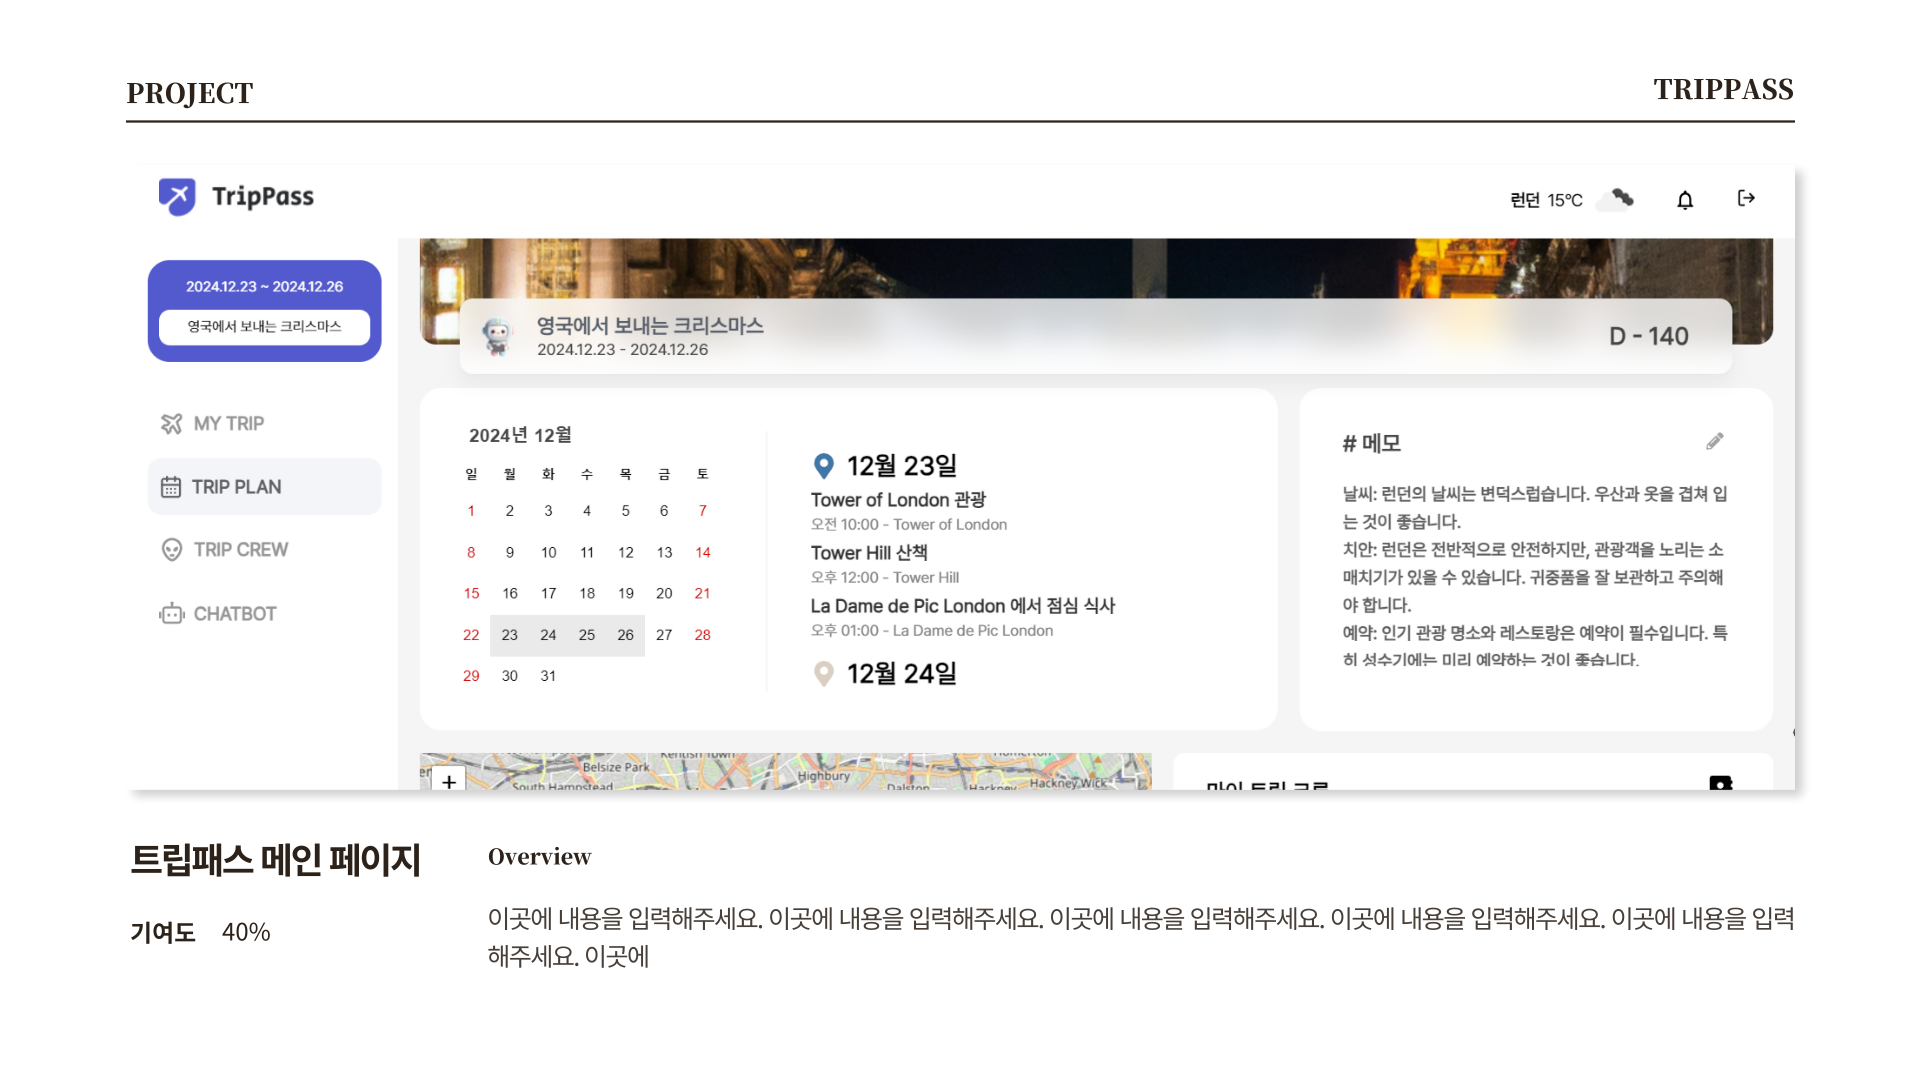 PROJECT
TRIPPASS
TripPass
런던 15°C
2024.12.23 ~ 2024.12.26
영국에서 보내는 크리스마스
MY TRIP
TRIP PLAN
TRIP CREW
CHATBOT
영국에서 보내는 크리스마스
2024.12.23 - 2024.12.26
D - 140
2024년 12월
일 월 화 수 목 금 토
1 2 3 4 5 6 7
8 9 10 11 12 13 14
15 16 17 18 19 20 21
22 23 24 25 26 27 28
29 30 31
12월 23일
Tower of London 관광
오전 10:00 - Tower of London
Tower Hill 산책
오후 12:00 - Tower Hill
La Dame de Pic London 에서 점심 식사
오후 01:00 - La Dame de Pic London
12월 24일
# 메모
날씨: 런던의 날씨는 변덕스럽습니다. 우산과 옷을 겹쳐 입
는 것이 좋습니다.
치안: 런던은 전반적으로 안전하지만, 관광객을 노리는 소
매치기가 있을 수 있습니다. 귀중품을 잘 보관하고 주의해
야 합니다.
예약: 인기 관광 명소와 레스토랑은 예약이 필수입니다. 특
히 성수기에는 미리 예약하는 것이 좋습니다.
+
Kentish Town
Belsize Park
South Hampstead
Highbury
Dalston
Hackney
Homerton
Hackney Wick
마이 트립 크루
트립패스 메인 페이지
기여도 40%
Overview
이곳에 내용을 입력해주세요. 이곳에 내용을 입력해주세요. 이곳에 내용을 입력해주세요. 이곳에 내용을 입력해주세요. 이곳에 내용을 입력
해주세요. 이곳에